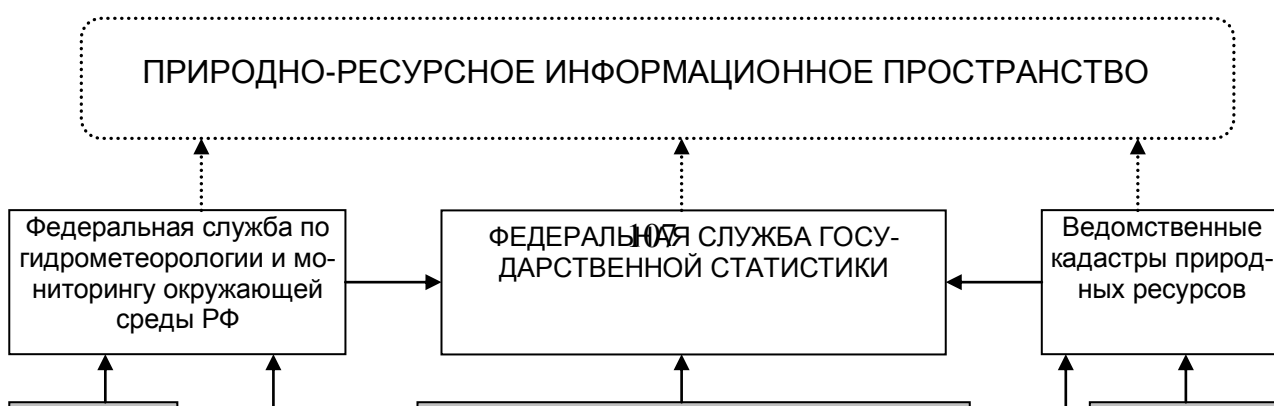 ПРИРОДНО-РЕСУРСНОЕ ИНФОРМАЦИОННОЕ ПРОСТРАНСТВО
Федеральная служба по
гидрометеорологии и мо-
ниторингу окружающей
среды РФ
ФЕДЕРАЛЬНАЯ СЛУЖБА ГОСУ-
ДАРСТВЕННОЙ СТАТИСТИКИ
107
Ведомственные
кадастры природ-
ных ресурсов